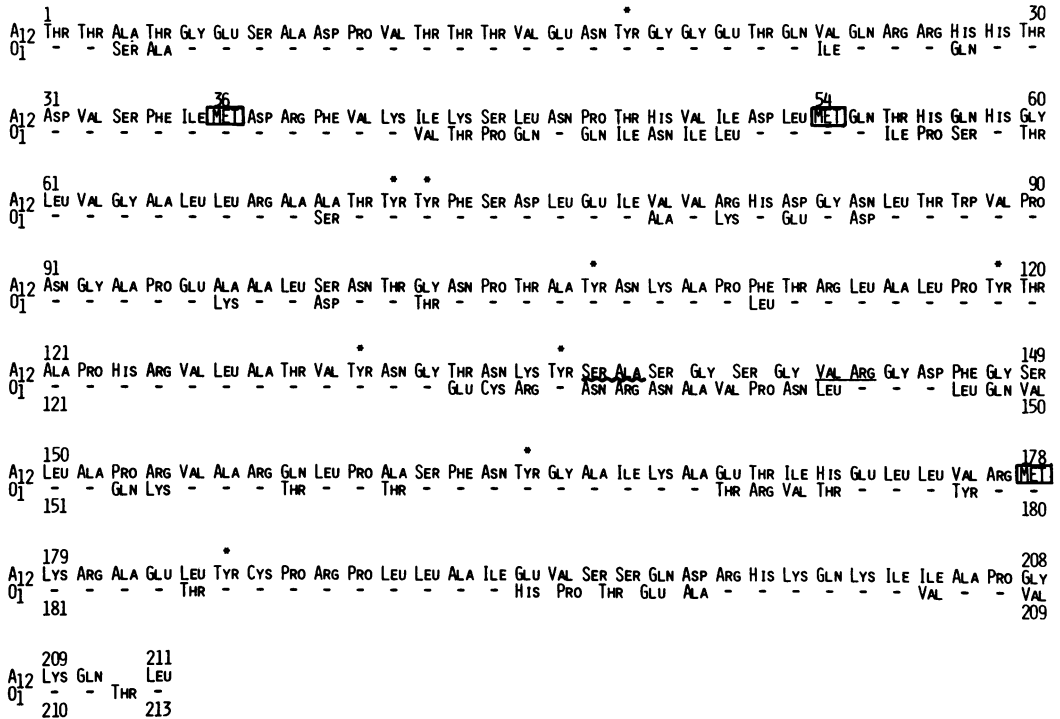 1 * 30
A12 THR THR ALA THR GLY GLU SER ALA ASP PRO VAL THR THR THR VAL GLU ASN TYR GLY GLY GLU THR GLN VAL GLN ARG ARG HIS HIS THR
O1 - - SER ALA - - - - - - - - - - - - - - - - - - - ILE - - - GLN - -
31 36 54 60
A12 ASP VAL SER PHE ILE MET ASP ARG PHE VAL LYS ILE LYS SER LEU ASN PRO THR HIS VAL ILE ASP LEU MET GLN THR HIS GLN HIS GLY
O1 - - - - - - - - - - - VAL THR PRO GLN - GLN ILE ASN ILE LEU - - - - ILE PRO SER - THR
61 * * 90
A12 LEU VAL GLY ALA LEU LEU ARG ALA ALA THR TYR TYR PHE SER ASP LEU GLU ILE VAL VAL ARG HIS ASP GLY ASN LEU THR TRP VAL PRO
O1 - - - - - - - - SER - - - - - - - - - ALA - LYS - GLU - ASP - - - - -
91 * * 120
A12 ASN GLY ALA PRO GLU ALA ALA LEU SER ASN THR GLY ASN PRO THR ALA TYR ASN LYS ALA PRO PHE THR ARG LEU ALA LEU PRO TYR THR
O1 - - - - - LYS - - ASP - - THR - - - - - - - - - LEU - - - - - - - -
121 * * 149
A12 ALA PRO HIS ARG VAL LEU ALA THR VAL TYR ASN GLY THR ASN LYS TYR SER ALA SER GLY SER GLY VAL ARG GLY ASP PHE GLY SER
O1 - - - - - - - - - - - - GLU CYS ARG - ASN ARG ASN ALA VAL PRO ASN LEU - - - LEU GLN VAL
121 150
150 * 178
A12 LEU ALA PRO ARG VAL ALA ARG GLN LEU PRO ALA SER PHE ASN TYR GLY ALA ILE LYS ALA GLU THR ILE HIS GLU LEU LEU VAL ARG MET
O1 - - GLN LYS - - - THR - - THR - - - - - - - - - THR ARG VAL THR - - - TYR - -
151 180
179 * 208
A12 LYS ARG ALA GLU LEU TYR CYS PRO ARG PRO LEU LEU ALA ILE GLU VAL SER SER GLN ASP ARG HIS LYS GLN LYS ILE ILE ALA PRO GLY
O1 - - - - THR - - - - - - - - - HIS PRO THR GLU ALA - - - - - - - VAL - - VAL
181 209
209 211
A12 LYS GLN LEU
O1 - - THR -
210 213